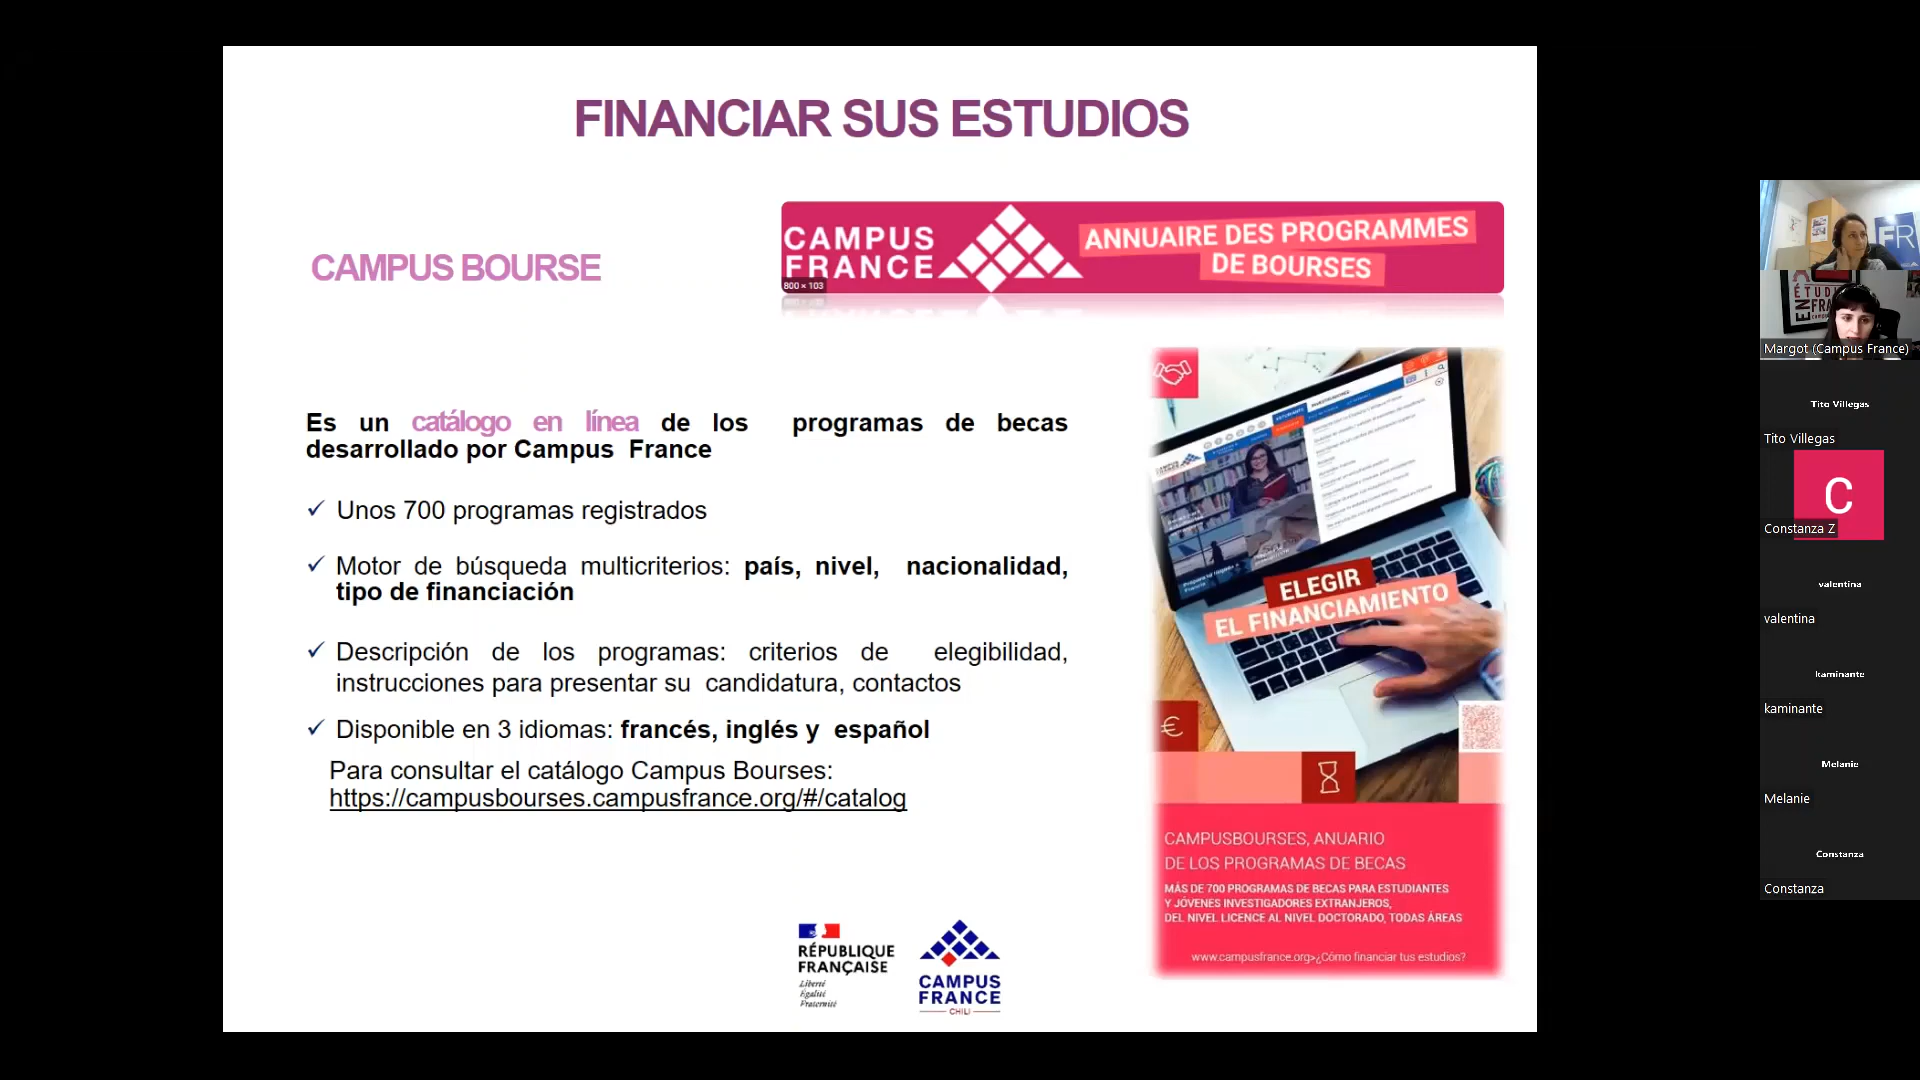 FINANCIAR SUS ESTUDIOS
CAMPUS BOURSE
CAMPUS
FRANCE
800 × 103
ANNUAIRE DES PROGRAMMES
DE BOURSES
Es un catálogo en línea de los programas de becas
desarrollado por Campus France
✓ Unos 700 programas registrados
✓ Motor de búsqueda multicriterios: país, nivel, nacionalidad,
tipo de financiación
✓ Descripción de los programas: criterios de elegibilidad,
instrucciones para presentar su candidatura, contactos
✓ Disponible en 3 idiomas: francés, inglés y español
Para consultar el catálogo Campus Bourses:
https://campusbourses.campusfrance.org/#/catalog
ELEGIR
EL FINANCIAMIENTO
€
CAMPUSBOURSES, ANUARIO
DE LOS PROGRAMAS DE BECAS
MÁS DE 700 PROGRAMAS DE BECAS PARA ESTUDIANTES
Y JÓVENES INVESTIGADORES EXTRANJEROS,
DEL NIVEL LICENCE AL NIVEL DOCTORADO, TODAS ÁREAS
www.campusfrance.org>¿Cómo financiar tus estudios?
RÉPUBLIQUE
FRANÇAISE
Liberté
Égalité
Fraternité
CAMPUS
FRANCE
CHILI
FR
Margot (Campus France)
Tito Villegas
Tito Villegas
C
Constanza Z
valentina
valentina
kaminante
kaminante
Melanie
Melanie
Constanza
Constanza